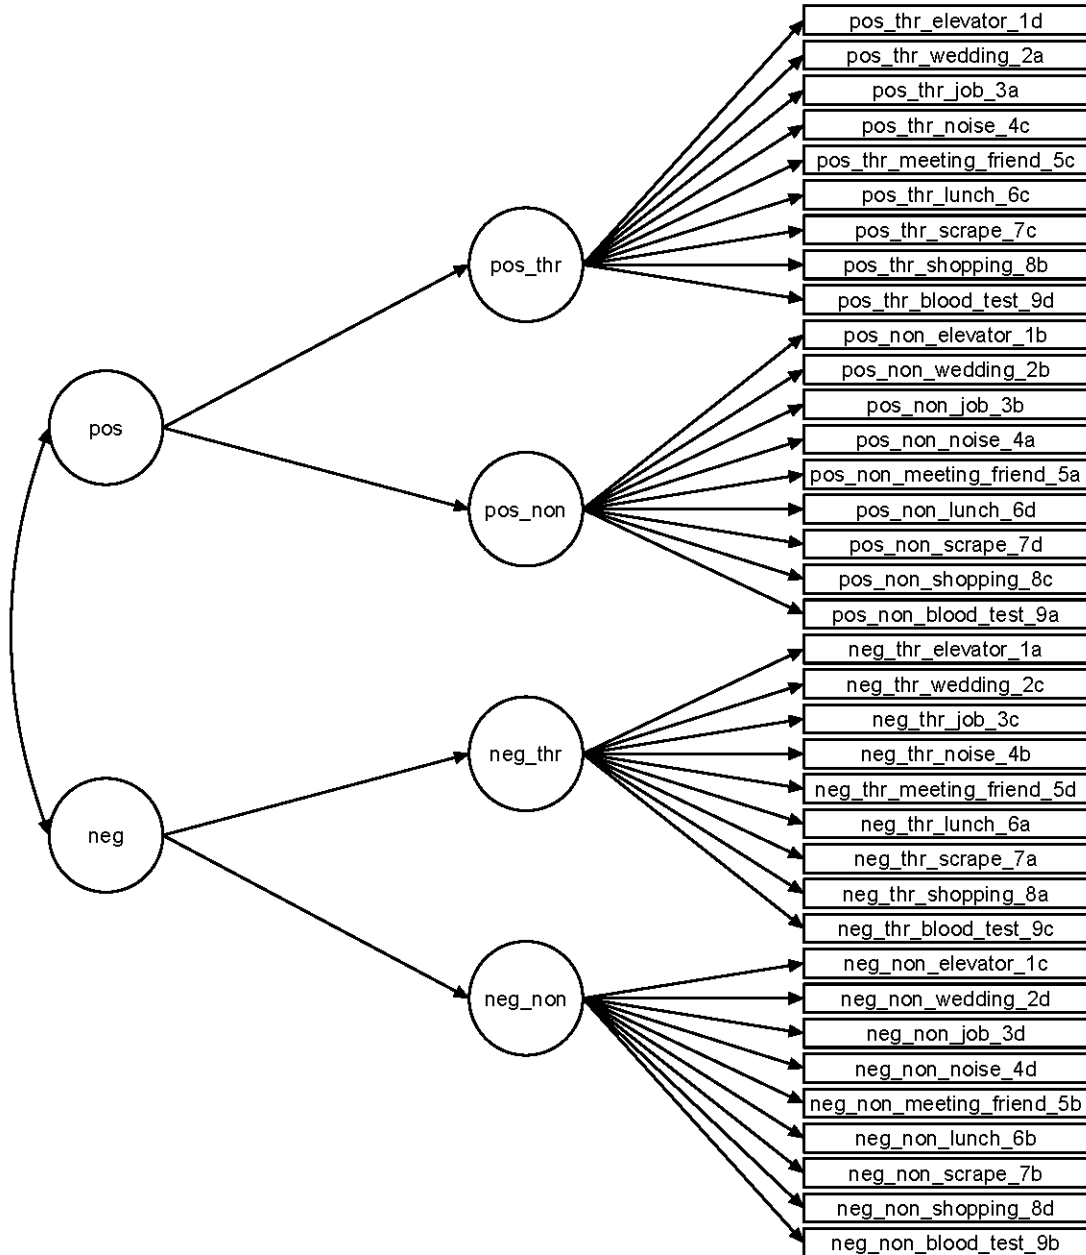 pos_thr_elevator_1d
pos_thr_wedding_2a
pos_thr_job_3a
pos_thr_noise_4c
pos_thr_meeting_friend_5c
pos_thr_lunch_6c
pos_thr_scrape_7c
pos_thr_shopping_8b
pos_thr_blood_test_9d
pos_non_elevator_1b
pos_non_wedding_2b
pos_non_job_3b
pos_non_noise_4a
pos_non_meeting_friend_5a
pos_non_lunch_6d
pos_non_scrape_7d
pos_non_shopping_8c
pos_non_blood_test_9a
neg_thr_elevator_1a
neg_thr_wedding_2c
neg_thr_job_3c
neg_thr_noise_4b
neg_thr_meeting_friend_5d
neg_thr_lunch_6a
neg_thr_scrape_7a
neg_thr_shopping_8a
neg_thr_blood_test_9c
neg_non_elevator_1c
neg_non_wedding_2d
neg_non_job_3d
neg_non_noise_4d
neg_non_meeting_friend_5b
neg_non_lunch_6b
neg_non_scrape_7b
neg_non_shopping_8d
neg_non_blood_test_9b
pos_thr
pos_non
neg_thr
neg_non
pos
neg